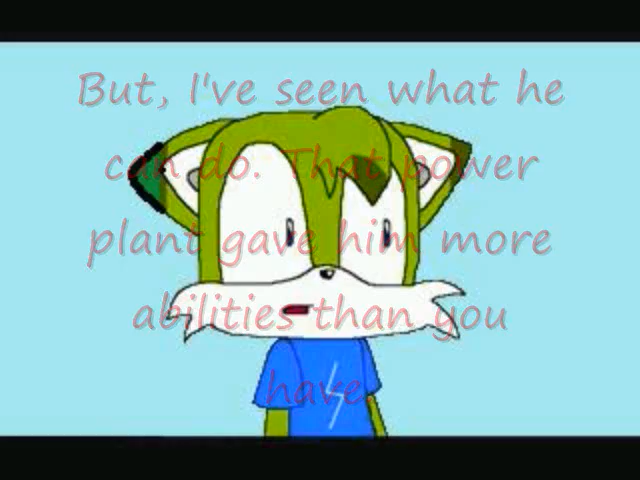 But, I've seen what he
can do. That power
plant gave him more
abilities than you
have.